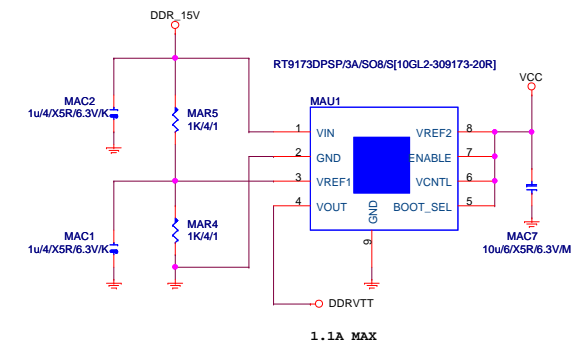 DDR_15V
RT9173DPSP/3A/SO8/S[10GL2-309173-20R]
VCC
MAC2
1u/4/X5R/6.3V/K
MAR5
1K/4/1
MAU1
1 VIN VREF2 8
2 GND ENABLE 7
3 VREF1 VCNTL 6
4 VOUT BOOT_SEL 5
GND
9
MAC1
1u/4/X5R/6.3V/K
MAR4
1K/4/1
MAC7
10u/6/X5R/6.3V/M
DDRVTT
1.1A MAX